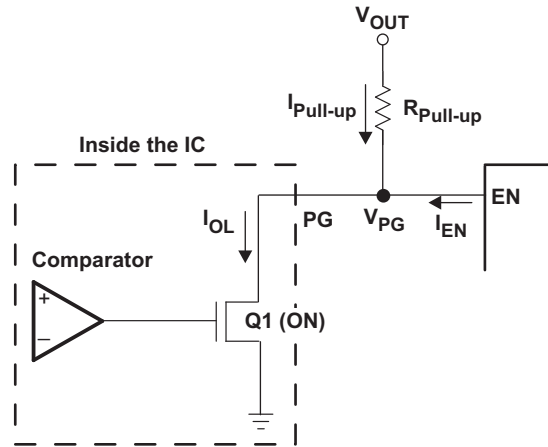 VOUT
IPull-up
RPull-up
Inside the IC
IOL
PG
VPG
IEN
EN
Comparator
+
–
Q1 (ON)